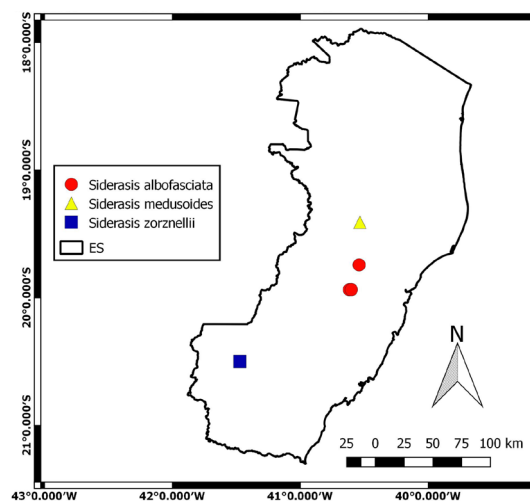 18°0.000'S
19°0.000'S
20°0.000'S
21°0.000'S
Siderasis albofasciata
Siderasis medusoides
Siderasis zorznellii
ES
N
25 0 25 50 75 100 km
43°0.000'W 42°0.000'W 41°0.000'W 40°0.000'W